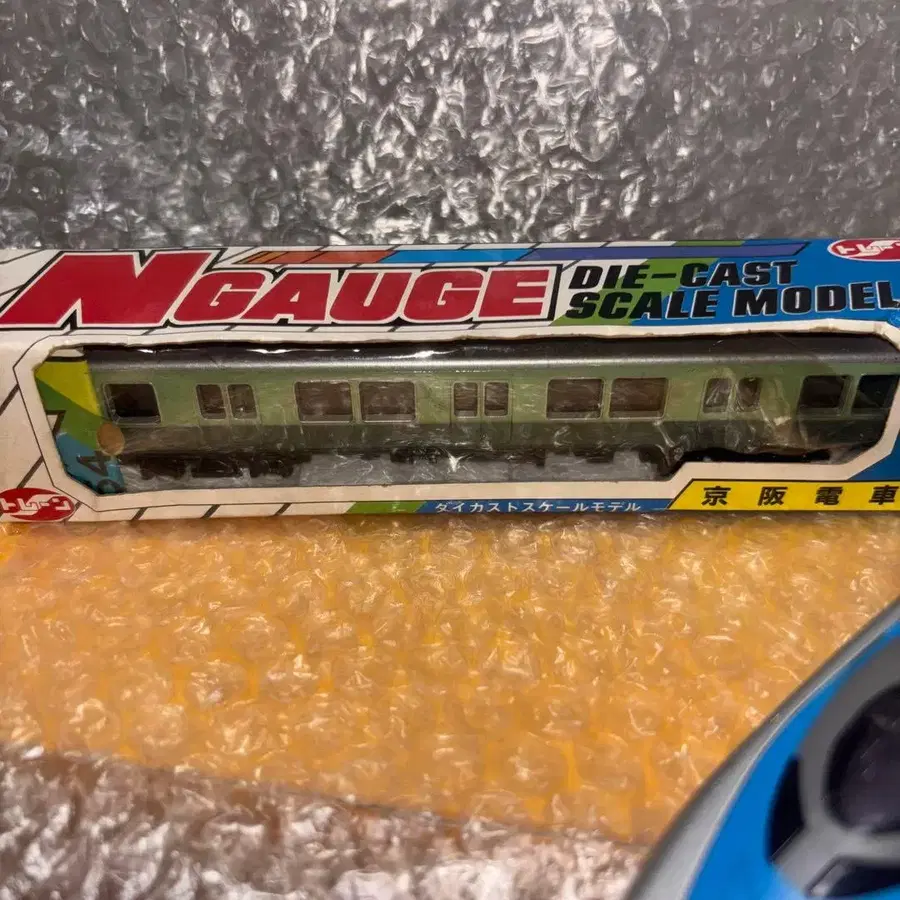 NGAUGE
DIE-CAST
SCALE MODEL
トレーン
トレーン
ダイカストスケールモデル
京阪電車